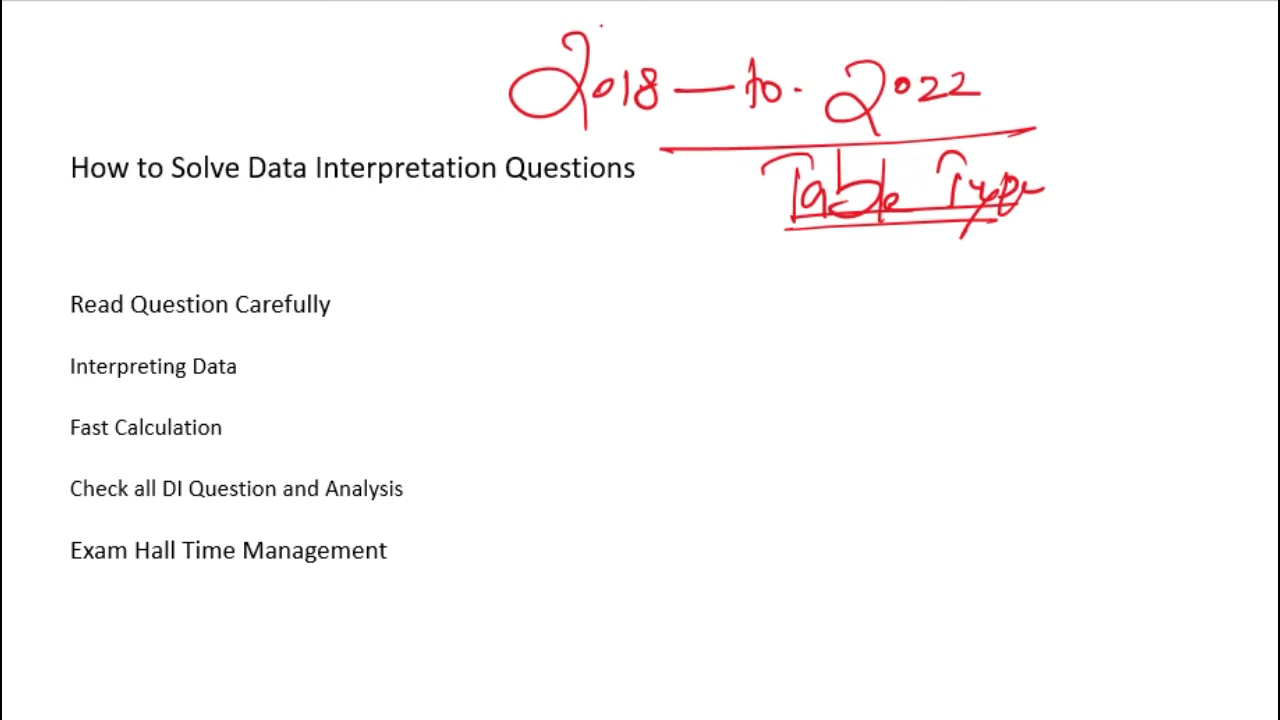 2018 — to. 2022
How to Solve Data Interpretation Questions
Table Type
Read Question Carefully
Interpreting Data
Fast Calculation
Check all DI Question and Analysis
Exam Hall Time Management